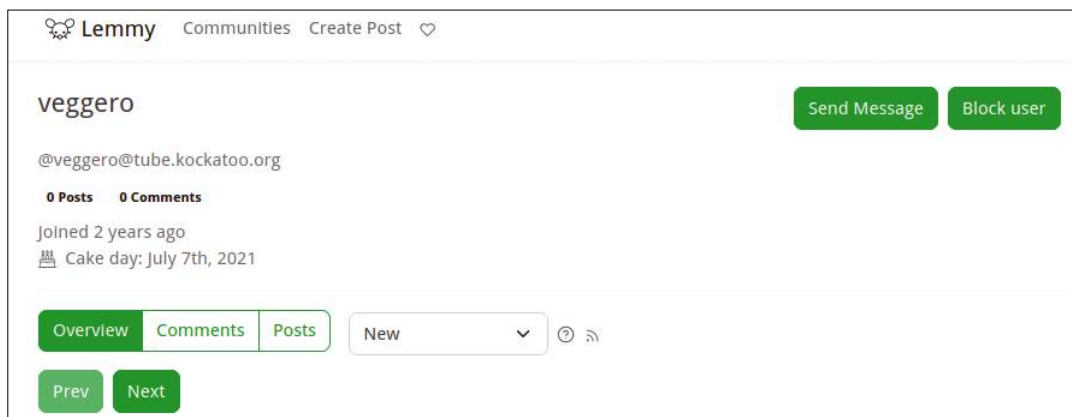 Lemmy Communities Create Post
veggero
Send Message Block user
@veggero@tube.kockatoo.org
0 Posts 0 Comments
Joined 2 years ago
Cake day: July 7th, 2021
Overview Comments Posts New
Prev Next